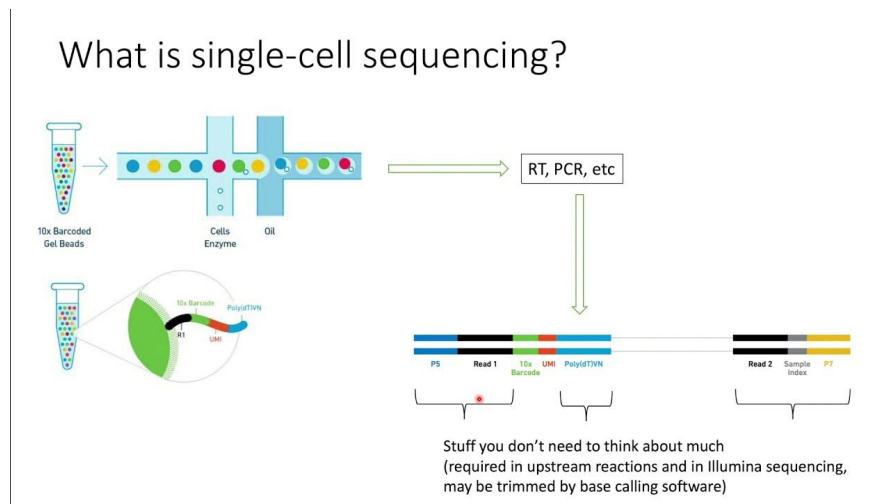 What is single-cell sequencing?
10x Barcoded
Gel Beads
Cells
Enzyme
Oil
RT, PCR, etc
10x Barcode
Poly(dT)VN
R1
UMI
P5
Read 1
10x
Barcode
UMI
Poly(dT)VN
Read 2
Sample
Index
P7
Stuff you don't need to think about much
(required in upstream reactions and in Illumina sequencing,
may be trimmed by base calling software)